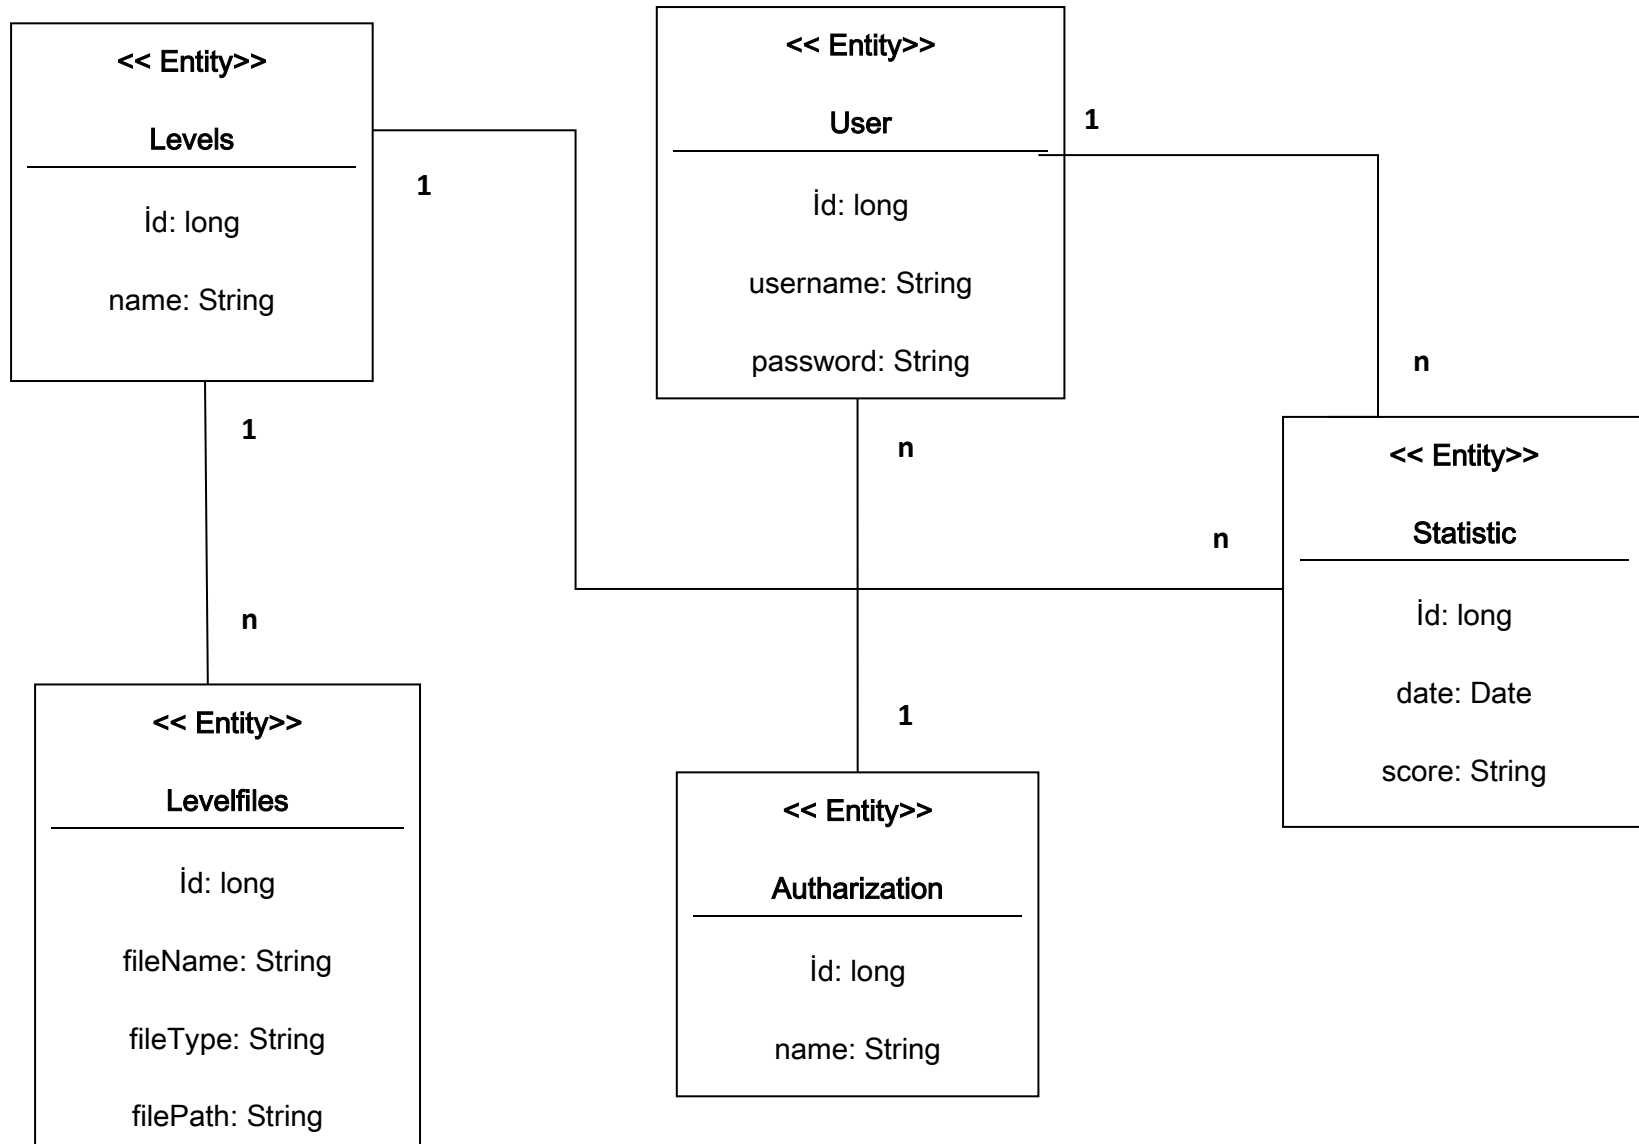 << Entity>>
Levels
İd: long
name: String
1
1
<< Entity>>
User
İd: long
username: String
password: String
1
n
n
n
<< Entity>>
Statistic
İd: long
date: Date
score: String
n
<< Entity>>
Levelfiles
İd: long
fileName: String
fileType: String
filePath: String
1
<< Entity>>
Autharization
İd: long
name: String